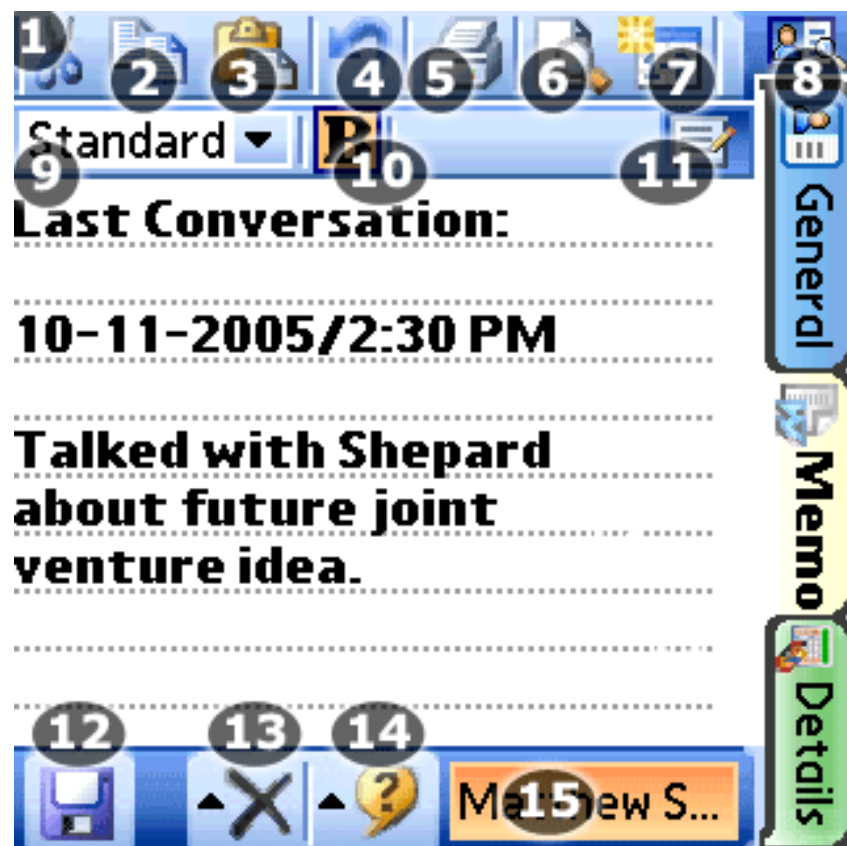 1
2 3 4 5 6 7 8
Standard
9 10 11
Last Conversation:
10-11-2005/2:30 PM
Talked with Shepard
about future joint
venture idea.
General
Memo
Details
12 13 14
15